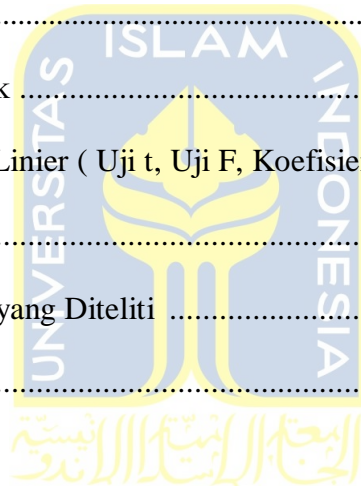 ..........................................
ISLAM
k ..........................................
Linier ( Uji t, Uji F, Koefisie
..........................................
yang Diteliti ..........................................
..........................................
UNIVERSITAS
INDONESIA